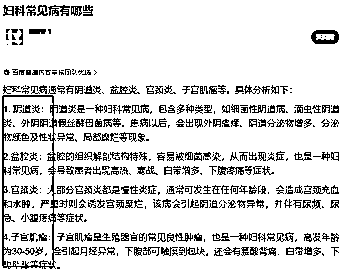 妇科常见病有哪些
妇科常见病通常有阴道炎、盆腔炎、宫颈炎、子宫肌瘤等。具体分析如下：
1.阴道炎：阴道炎是一种妇科常见病，包含多种类型，如细菌性阴道病、滴虫性阴道
炎、外阴阴道假丝酵母菌病等。患病以后，会出现外阴瘙痒、阴道分泌物增多、分泌
物颜色及性状异常、局部糜烂等现象。
2.盆腔炎：盆腔的组织解剖结构特殊，容易被细菌感染，从而出现炎症，也是一种妇
科常见病，会导致患者出现高热、寒战、白带增多、下腹疼痛等症状。
3.宫颈炎：大部分宫颈炎都是慢性炎症，通常可发生在任何年龄段，会造成宫颈充血
和水肿，严重时则会诱发宫颈糜烂，该病会引起阴道分泌物异常，并伴有尿频、尿
急、小腹疼痛等症状。
4.子宫肌瘤：子宫肌瘤是生殖器官的常见良性肿瘤，也是一种妇科常见病，高发年龄
为30-50岁，会引起月经异常，下腹部可触摸到包块，还会有腰酸背痛、白带增多、下